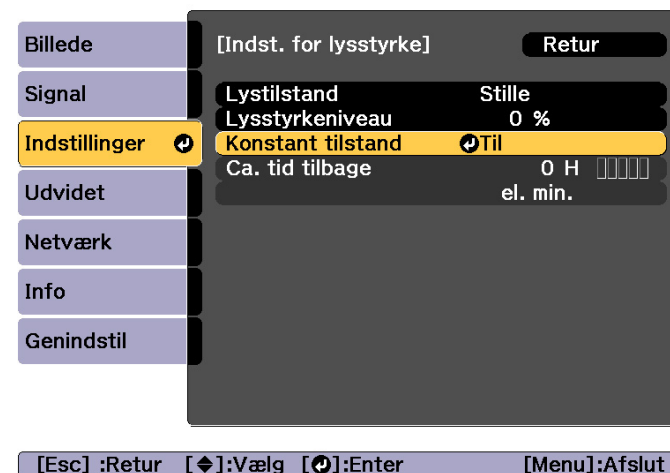 Billede
Signal
Indstillinger
Udvidet
Netværk
Info
Genindstil
[Indst. for lysstyrke] Retur
Lystilstand Stille
Lysstyrkeniveau 0 %
Konstant tilstand Til
Ca. tid tilbage 0 H
el. min.
[Esc] :Retur [◆]:Vælg [↵]:Enter [Menu]:Afslut